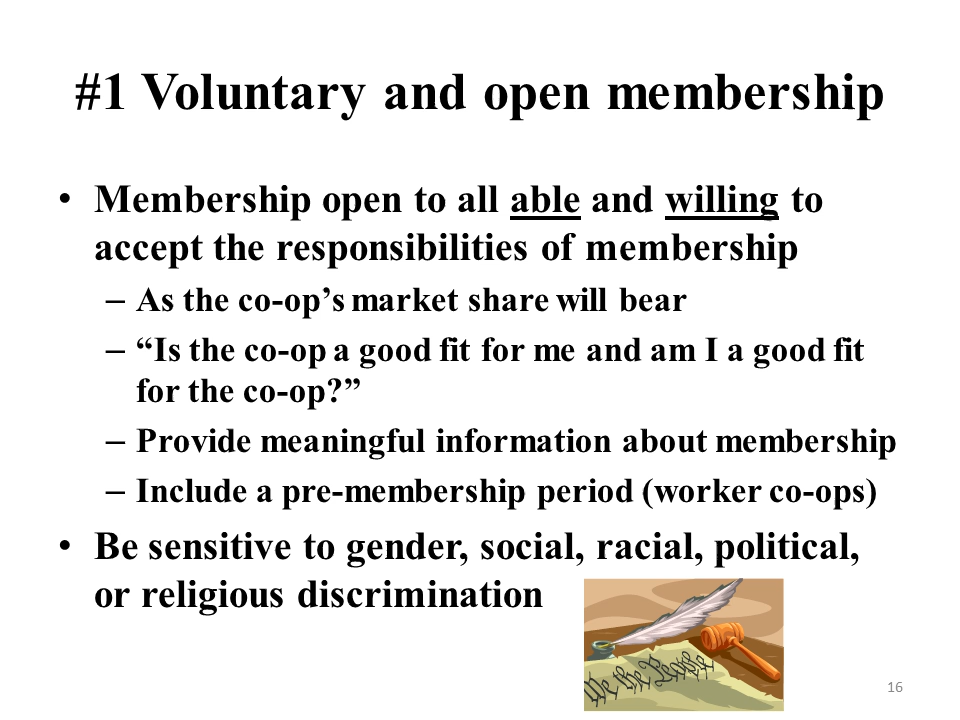 #1 Voluntary and open membership
• Membership open to all able and willing to
accept the responsibilities of membership
– As the co-op’s market share will bear
– “Is the co-op a good fit for me and am I a good fit
for the co-op?”
– Provide meaningful information about membership
– Include a pre-membership period (worker co-ops)
• Be sensitive to gender, social, racial, political,
or religious discrimination
We the People
16